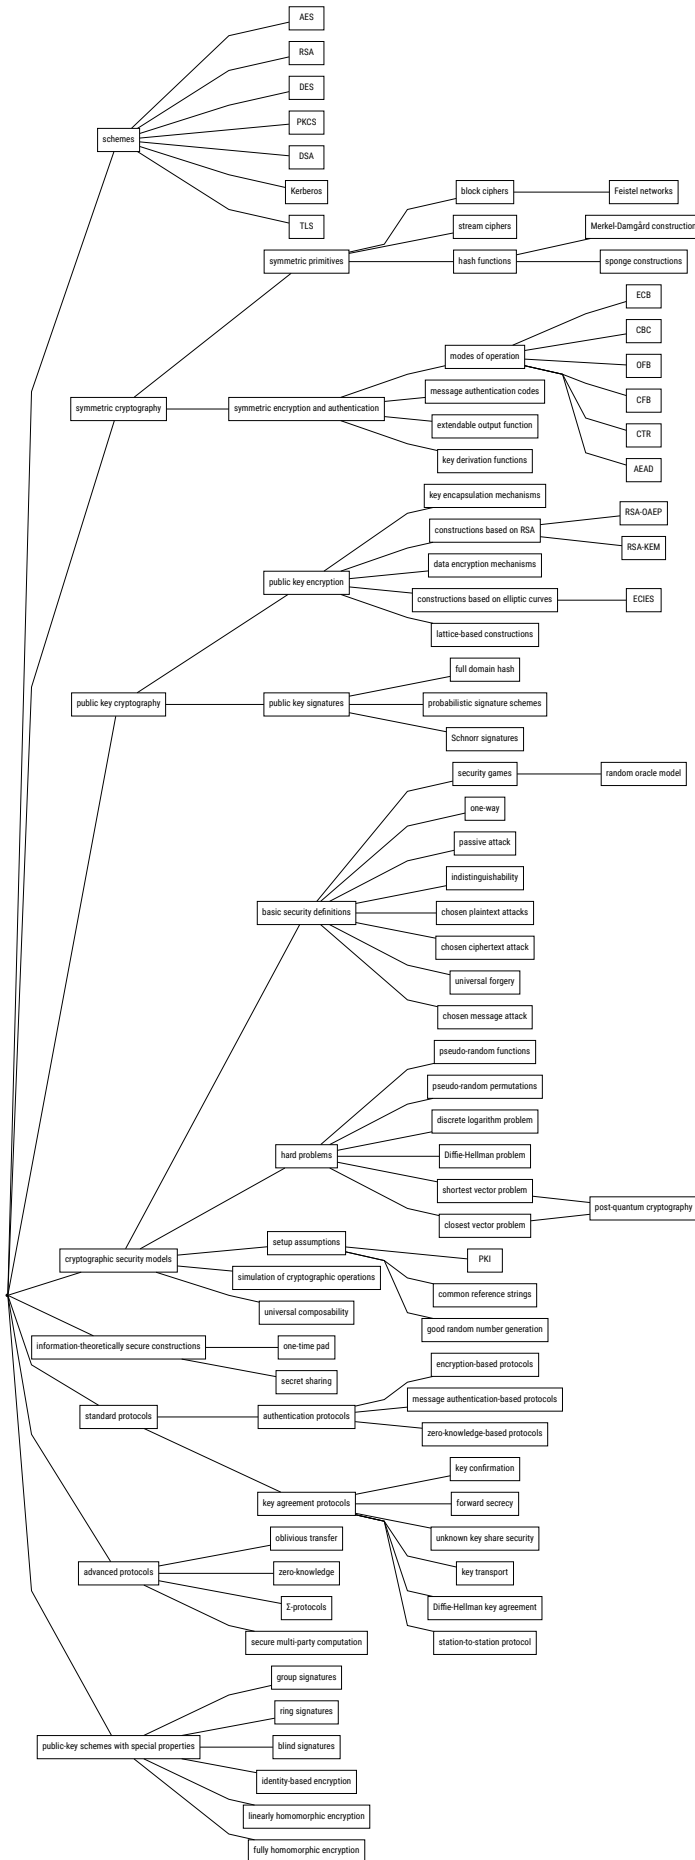 AES
RSA
DES
PKCS
schemes
DSA
Kerberos
block ciphers
Feistel networks
TLS
stream ciphers
Merkel-Damgård construction
symmetric primitives
hash functions
sponge constructions
ECB
CBC
modes of operation
OFB
message authentication codes
CFB
symmetric cryptography
symmetric encryption and authentication
extendable output function
CTR
key derivation functions
AEAD
key encapsulation mechanisms
RSA-OAEP
constructions based on RSA
RSA-KEM
data encryption mechanisms
public key encryption
constructions based on elliptic curves
ECIES
lattice-based constructions
full domain hash
public key cryptography
public key signatures
probabilistic signature schemes
Schnorr signatures
security games
random oracle model
one-way
passive attack
indistinguishability
basic security definitions
chosen plaintext attacks
chosen ciphertext attack
universal forgery
chosen message attack
pseudo-random functions
pseudo-random permutations
discrete logarithm problem
hard problems
Diffie-Hellman problem
shortest vector problem
post-quantum cryptography
closest vector problem
setup assumptions
cryptographic security models
PKI
simulation of cryptographic operations
common reference strings
universal composability
good random number generation
information-theoretically secure constructions
one-time pad
encryption-based protocols
secret sharing
message authentication-based protocols
standard protocols
authentication protocols
zero-knowledge-based protocols
key confirmation
key agreement protocols
forward secrecy
oblivious transfer
unknown key share security
advanced protocols
zero-knowledge
key transport
Σ-protocols
Diffie-Hellman key agreement
secure multi-party computation
station-to-station protocol
group signatures
ring signatures
public-key schemes with special properties
blind signatures
identity-based encryption
linearly homomorphic encryption
fully homomorphic encryption